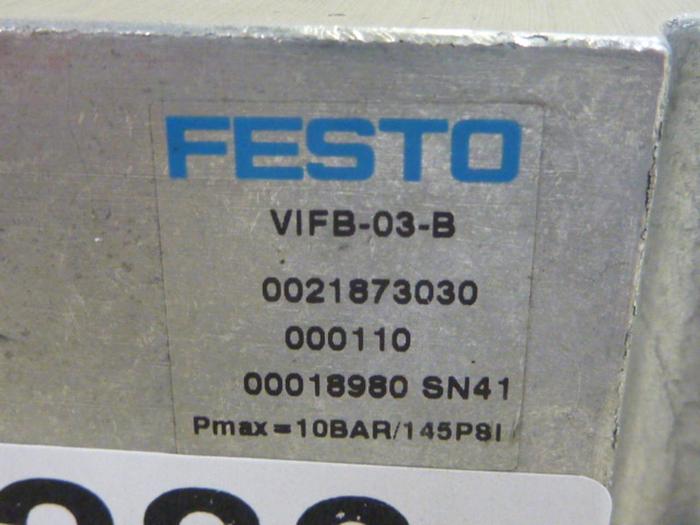 FESTO
VIFB-03-B
0021873030
000110
00018980 SN41
Pmax=10BAR/145PSI